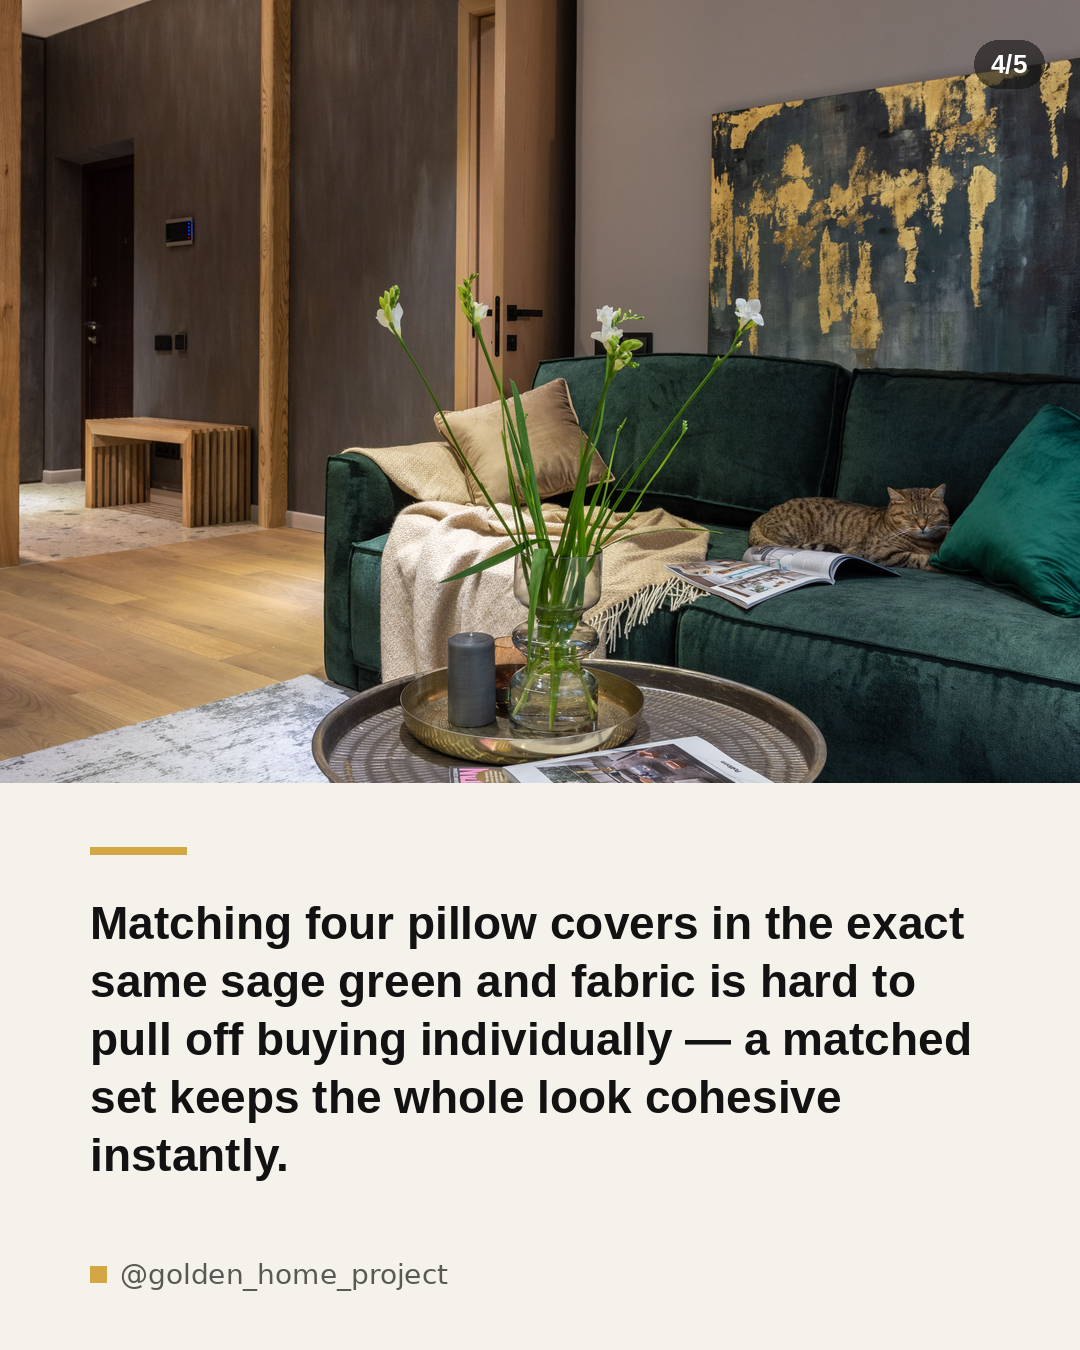 4/5
Matching four pillow covers in the exact
same sage green and fabric is hard to
pull off buying individually — a matched
set keeps the whole look cohesive
instantly.
@golden_home_project